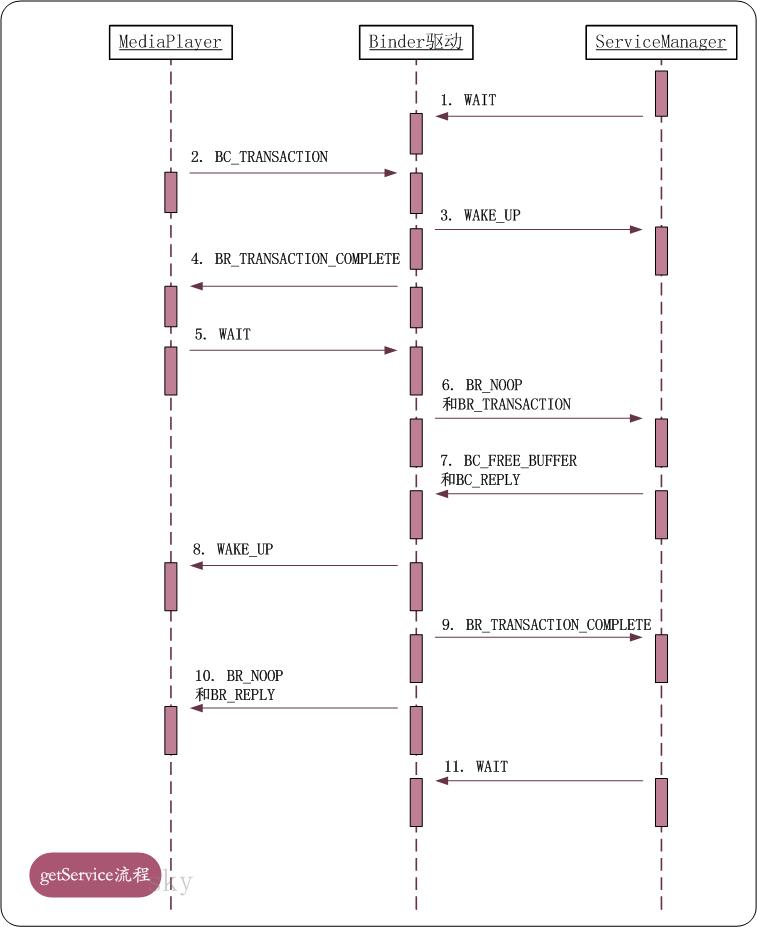 MediaPlayer
Binder驱动
ServiceManager
1. WAIT
2. BC_TRANSACTION
3. WAKE_UP
4. BR_TRANSACTION_COMPLETE
5. WAIT
6. BR_NOOP
和BR_TRANSACTION
7. BC_FREE_BUFFER
和BC_REPLY
8. WAKE_UP
9. BR_TRANSACTION_COMPLETE
10. BR_NOOP
和BR_REPLY
11. WAIT
getService流程
sky